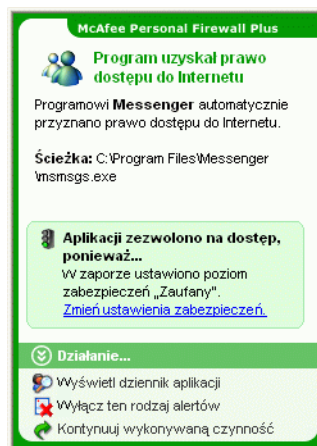 McAfee Personal Firewall Plus
Program uzyskał prawo
dostępu do Internetu
Programowi Messenger automatycznie
przyznano prawo dostępu do Internetu.
Ścieżka: C:\Program Files\Messenger
\msmsgs.exe
Aplikacji zezwolono na dostęp,
ponieważ...
W zaporze ustawiono poziom
zabezpieczeń „Zaufany”.
Zmień ustawienia zabezpieczeń.
Działanie...
Wyświetl dziennik aplikacji
Wyłącz ten rodzaj alertów
Kontynuuj wykonywaną czynność